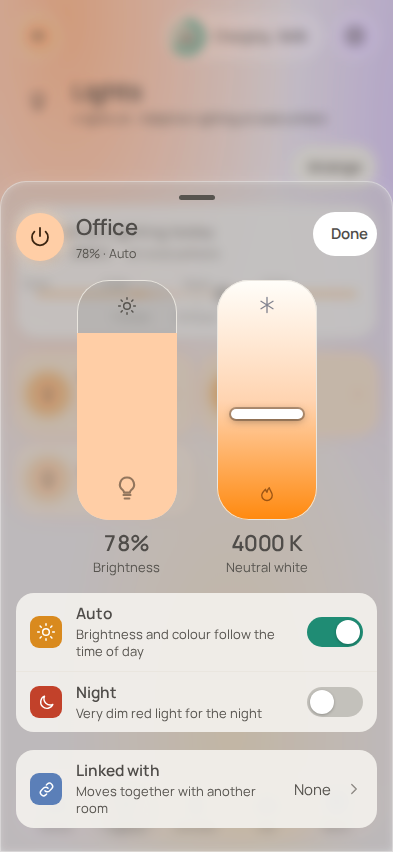 Lights
Office
Done
78% · Auto
78%
4000 K
Brightness
Neutral white
Auto
Brightness and colour follow the
time of day
Night
Very dim red light for the night
Linked with
Moves together with another
room
None